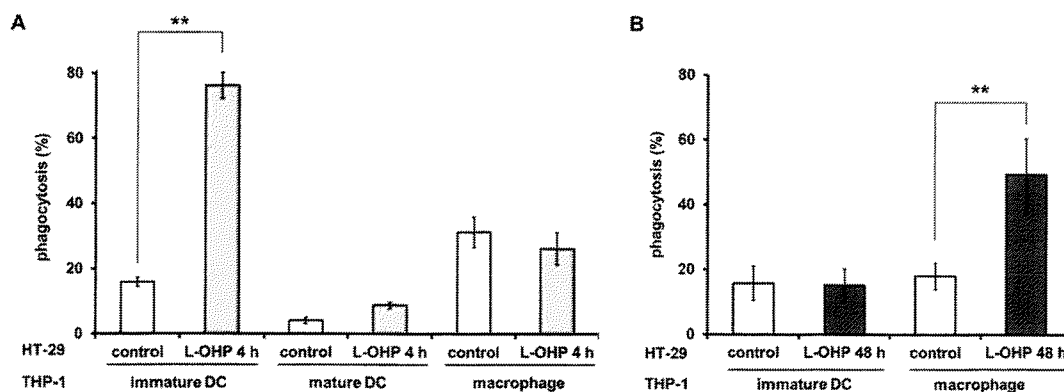 A
**
80
60
40
20
0
phagocytosis (%)
HT-29 control L-OHP 4 h control L-OHP 4 h control L-OHP 4 h
THP-1 immature DC mature DC macrophage
B
**
80
60
40
20
0
phagocytosis (%)
control L-OHP 48 h control L-OHP 48 h HT-29
immature DC macrophage THP-1